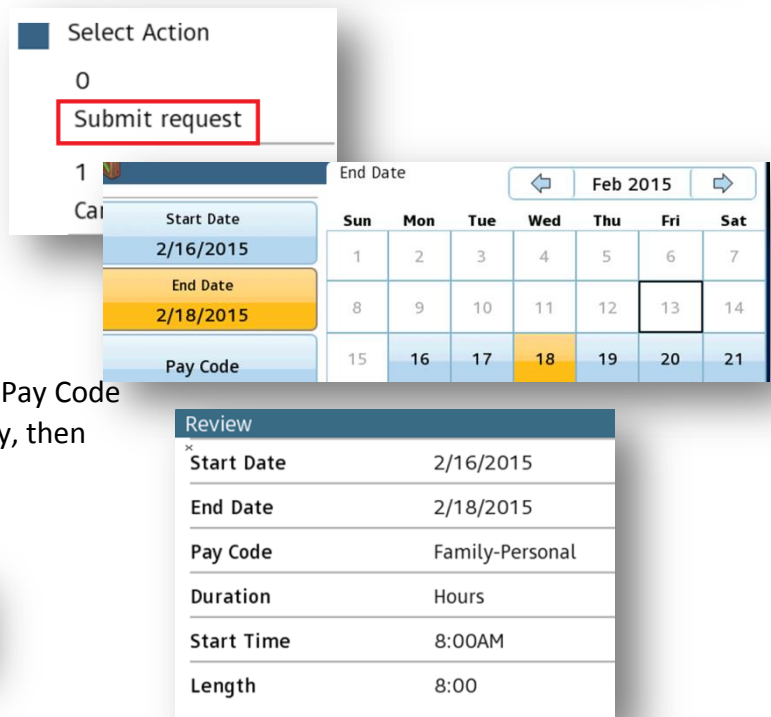 Select Action
0
Submit request
1
End Date
Feb 2015
Start Date
2/16/2015
End Date
2/18/2015
Pay Code
Sun Mon Tue Wed Thu Fri Sat
1 2 3 4 5 6 7
8 9 10 11 12 13 14
15 16 17 18 19 20 21
Pay Code
y, then
Review
Start Date 2/16/2015
End Date 2/18/2015
Pay Code Family-Personal
Duration Hours
Start Time 8:00AM
Length 8:00